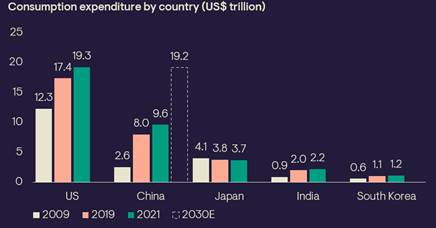 Consumption expenditure by country (US$ trillion)
25
20
15
10
5
0
12.3 17.4 19.3
2.6 8.0 9.6 19.2
4.1 3.8 3.7
0.9 2.0 2.2
0.6 1.1 1.2
US China Japan India South Korea
2009 2019 2021 2030E